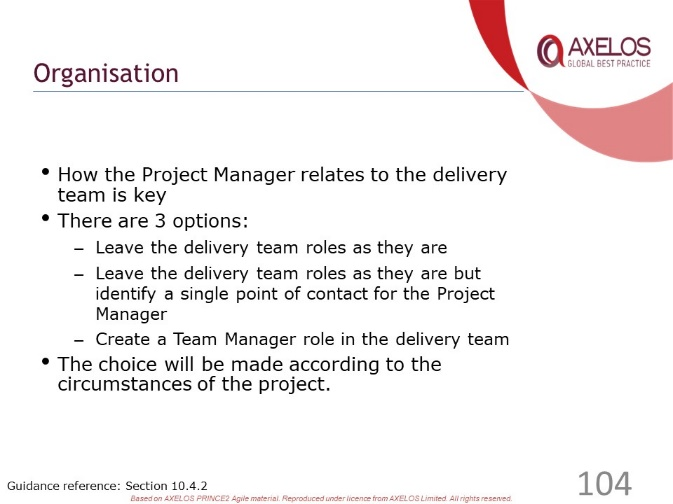 AXELOS
GLOBAL BEST PRACTICE
Organisation
• How the Project Manager relates to the delivery
team is key
• There are 3 options:
– Leave the delivery team roles as they are
– Leave the delivery team roles as they are but
identify a single point of contact for the Project
Manager
– Create a Team Manager role in the delivery team
• The choice will be made according to the
circumstances of the project.
Guidance reference: Section 10.4.2
104
Based on AXELOS PRINCE2 Agile material. Reproduced under licence from AXELOS Limited. All rights reserved.